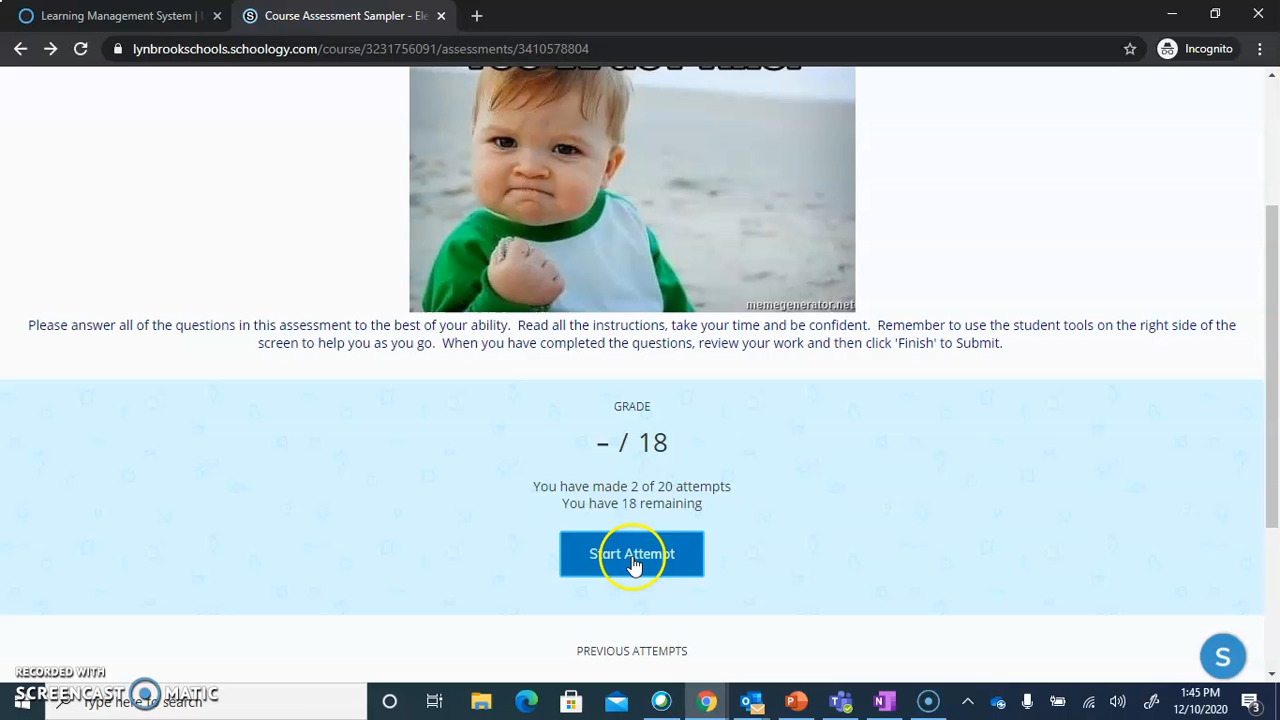 Learning Management System |
Course Assessment Sampler - Ele
lynbrookschools.schoology.com/course/3231756091/assessments/3410578804
Incognito
memegenerator.net
Please answer all of the questions in this assessment to the best of your ability. Read all the instructions, take your time and be confident. Remember to use the student tools on the right side of the
screen to help you as you go. When you have completed the questions, review your work and then click 'Finish' to Submit.
GRADE
– / 18
You have made 2 of 20 attempts
You have 18 remaining
Start Attempt
PREVIOUS ATTEMPTS
S
RECORDED WITH
SCREENCAST MATIC
Type here to search
1:45 PM
12/10/2020
3